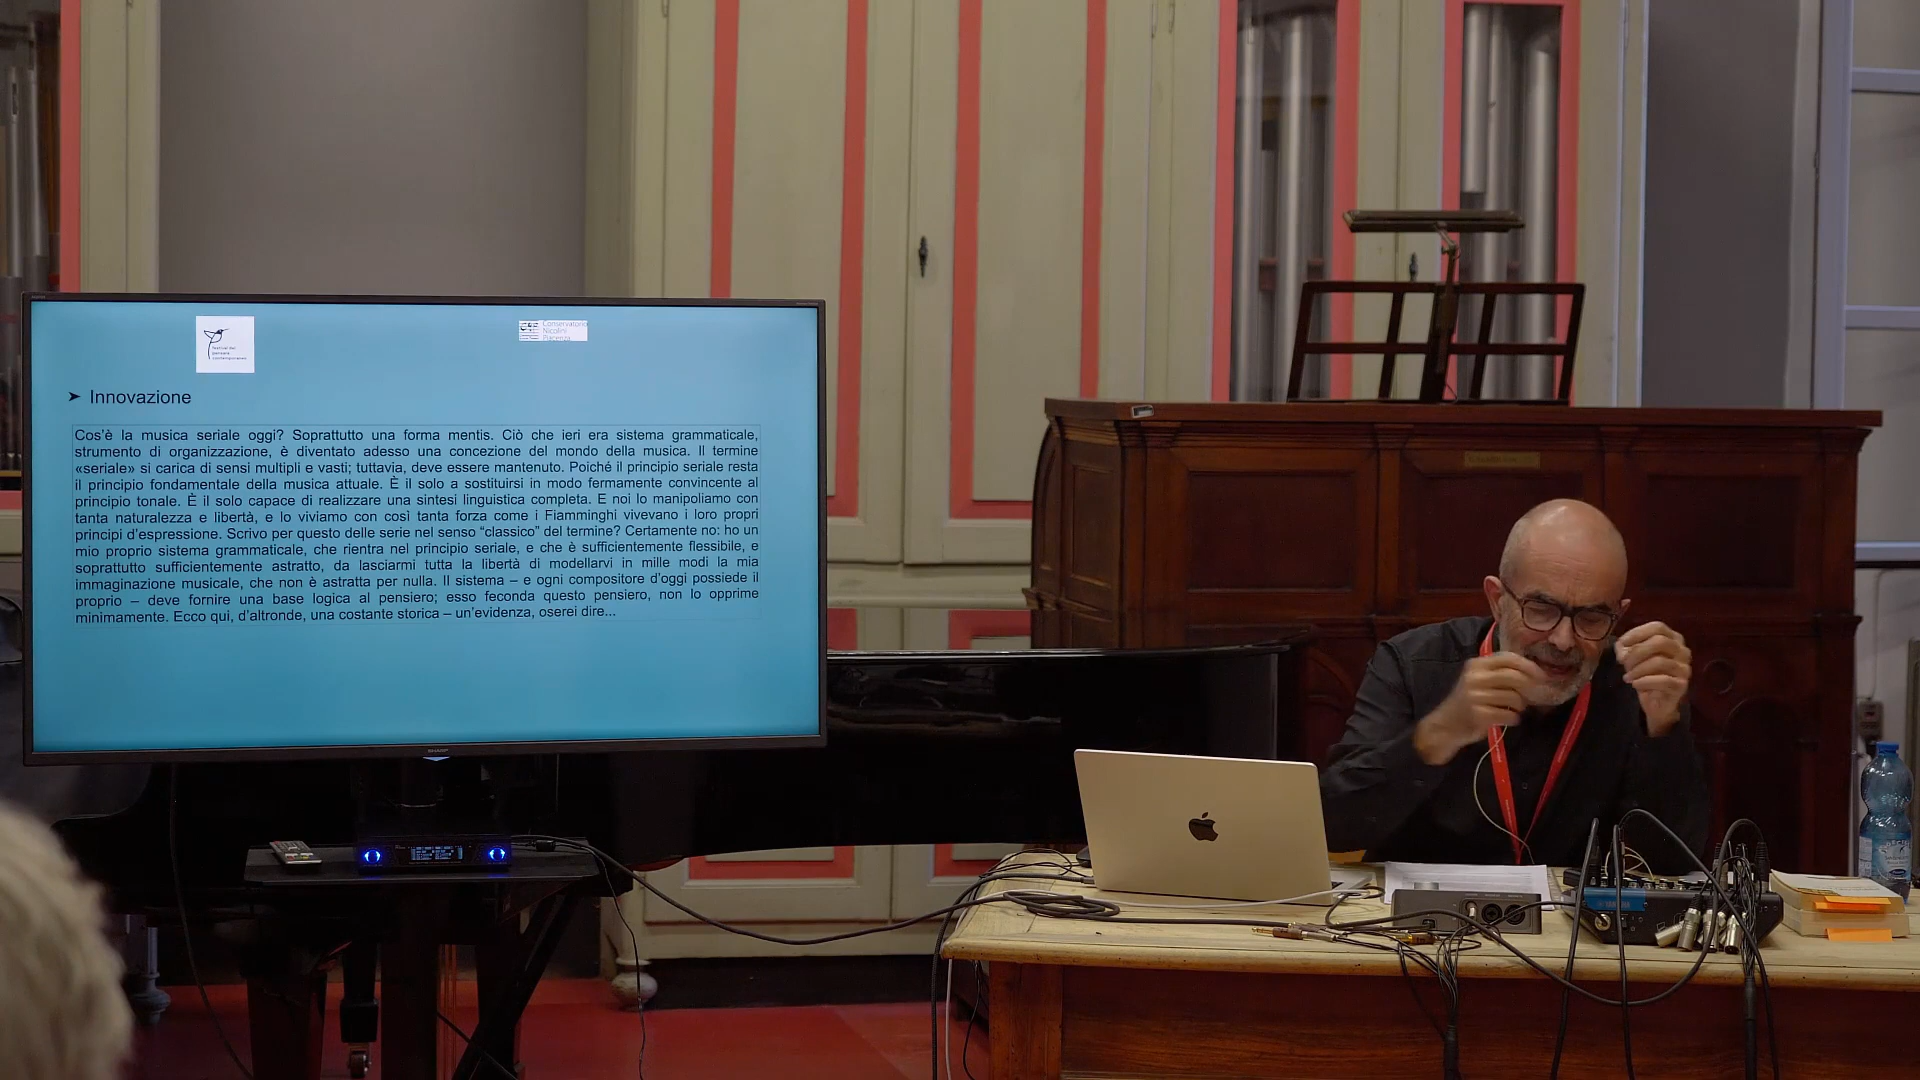 festival del
pensare
contemporaneo
Conservatorio
Nicolini
Piacenza
➤ Innovazione
Cos'è la musica seriale oggi? Soprattutto una forma mentis. Ciò che ieri era sistema grammaticale,
strumento di organizzazione, è diventato adesso una concezione del mondo della musica. Il termine
«seriale» si carica di sensi multipli e vasti; tuttavia, deve essere mantenuto. Poiché il principio seriale resta
il principio fondamentale della musica attuale. È il solo a sostituirsi in modo fermamente convincente al
principio tonale. È il solo capace di realizzare una sintesi linguistica completa. E noi lo manipoliamo con
tanta naturalezza e libertà, e lo viviamo con così tanta forza come i Fiamminghi vivevano i loro propri
principi d'espressione. Scrivo per questo delle serie nel senso “classico” del termine? Certamente no: ho un
mio proprio sistema grammaticale, che rientra nel principio seriale, e che è sufficientemente flessibile, e
soprattutto sufficientemente astratto, da lasciarmi tutta la libertà di modellarvi in mille modi la mia
immaginazione musicale, che non è astratta per nulla. Il sistema – e ogni compositore d'oggi possiede il
proprio – deve fornire una base logica al pensiero; esso feconda questo pensiero, non lo opprime
minimamente. Ecco qui, d'altronde, una costante storica – un'evidenza, oserei dire...
SHARP
YAMAHA